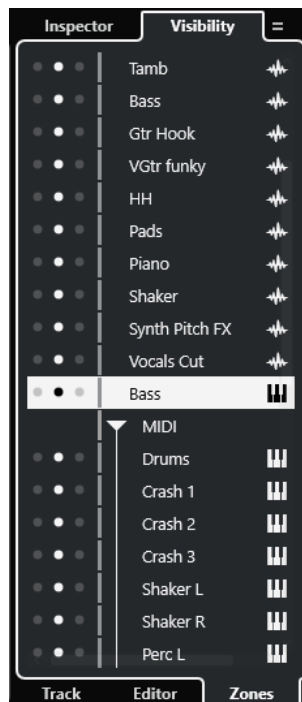 Inspector Visibility
Tamb
Bass
Gtr Hook
VGtr funky
HH
Pads
Piano
Shaker
Synth Pitch FX
Vocals Cut
Bass
MIDI
Drums
Crash 1
Crash 2
Crash 3
Shaker L
Shaker R
Perc L
Track Editor Zones